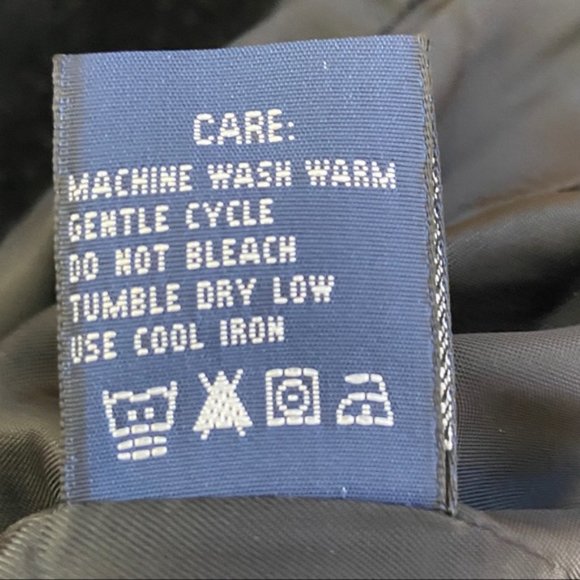 CARE:
MACHINE WASH WARM
GENTLE CYCLE
DO NOT BLEACH
TUMBLE DRY LOW
USE COOL IRON